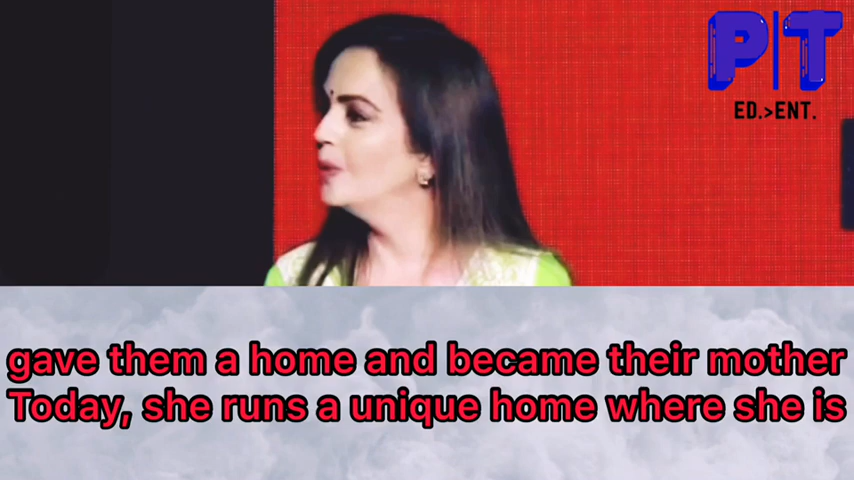 P|T
ED.>ENT.
gave them a home and became their mother
Today, she runs a unique home where she is